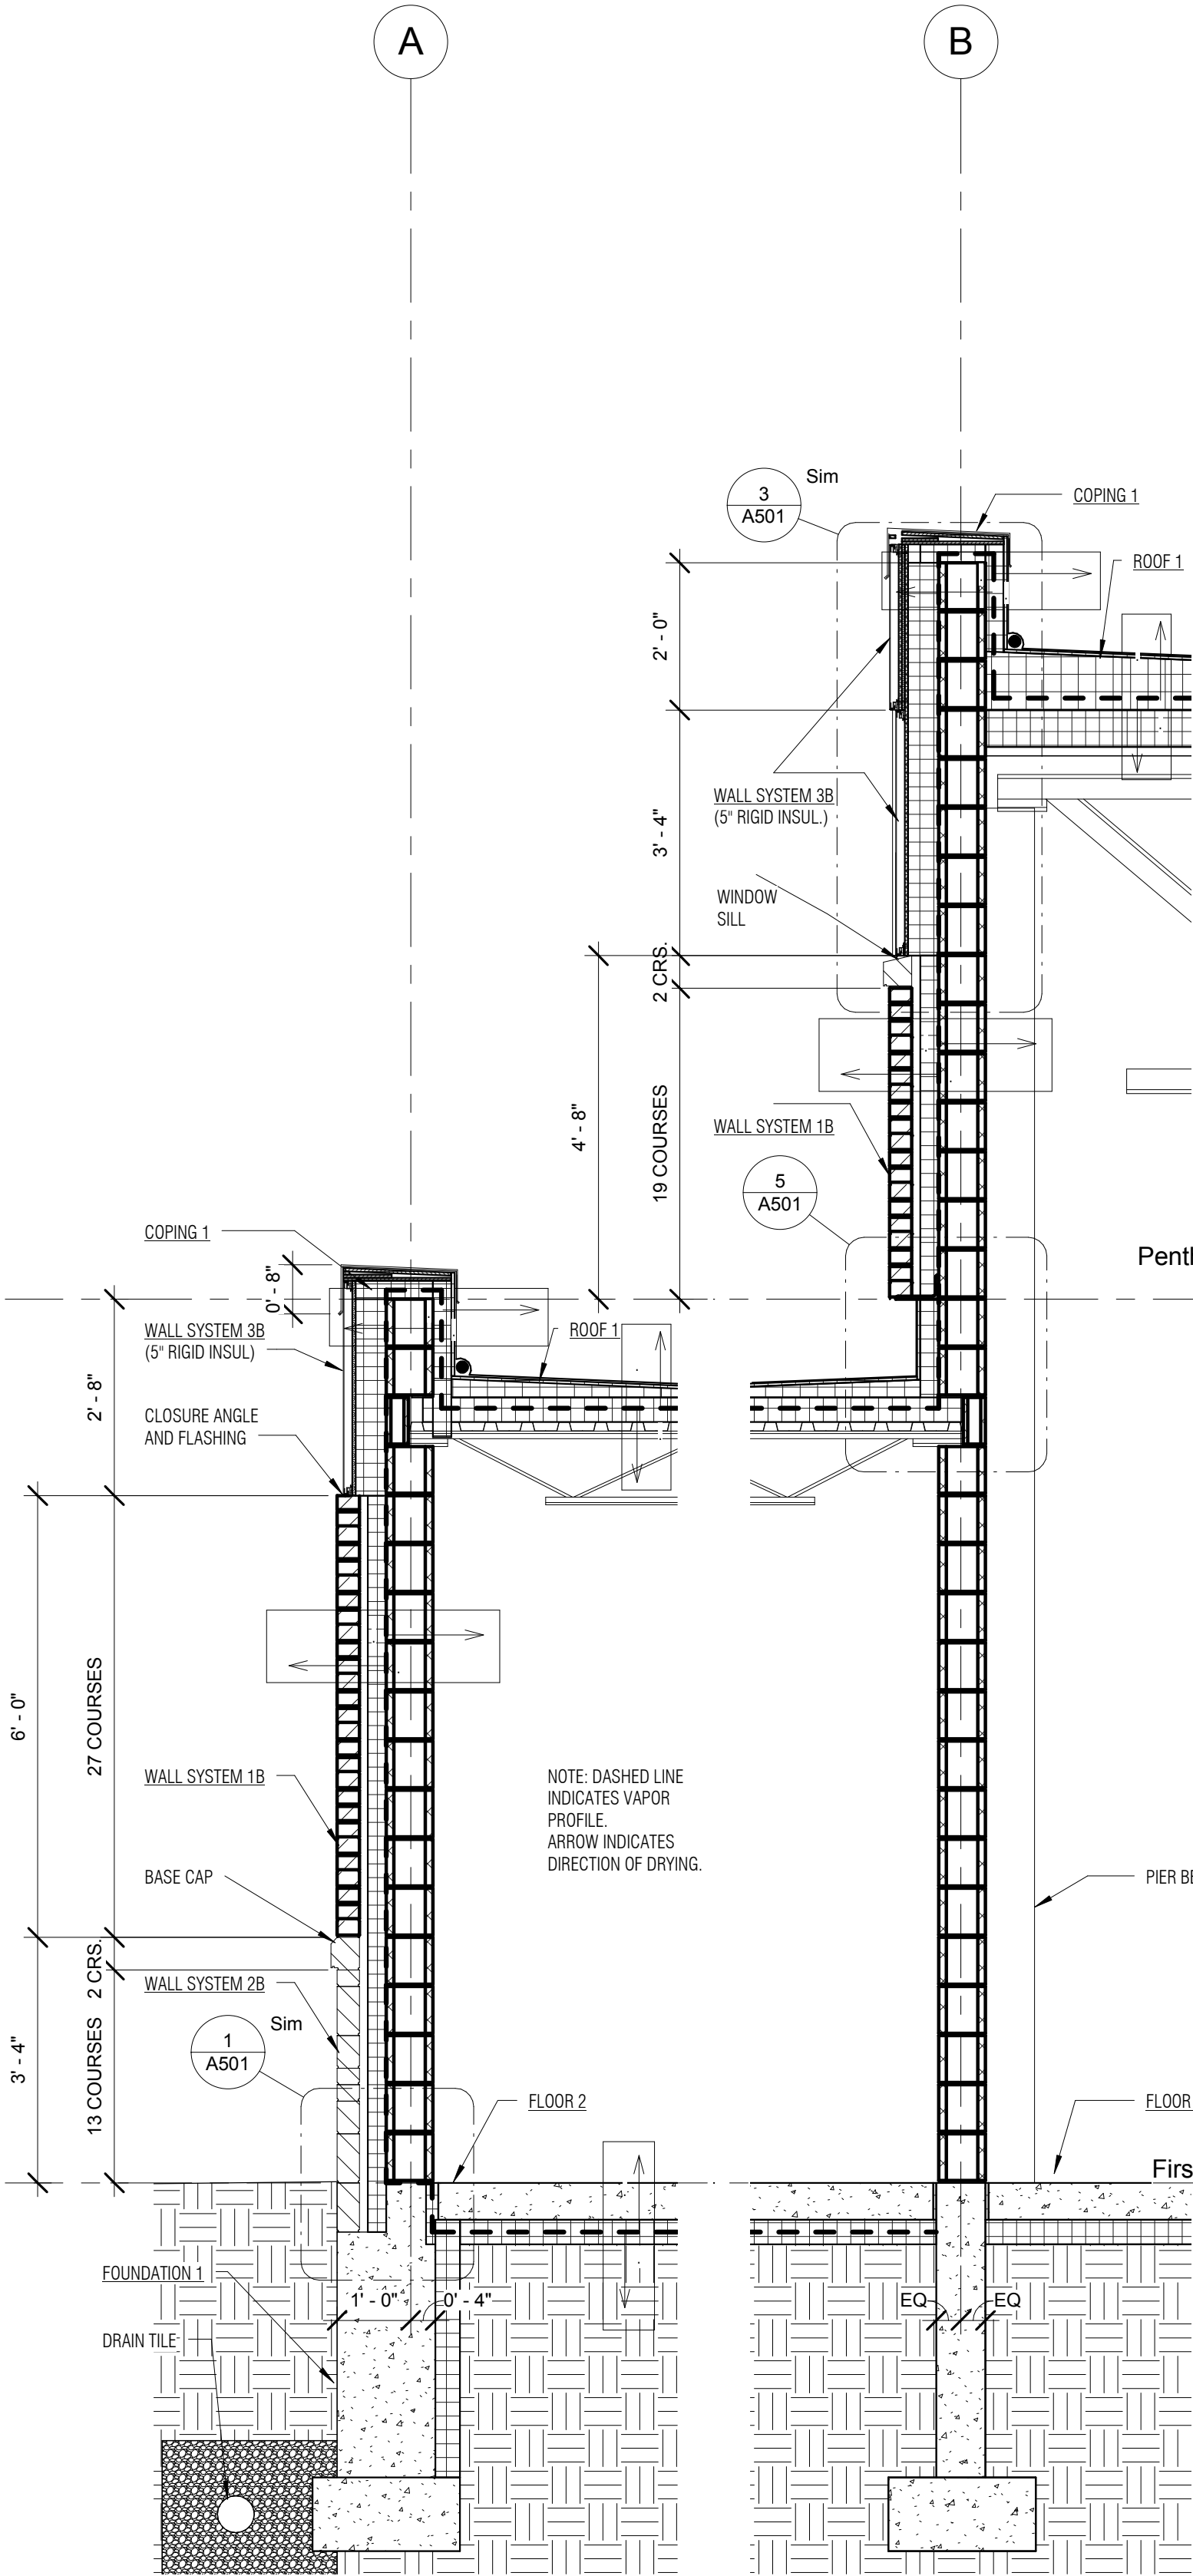 A
B
3
A501
Sim
COPING 1
ROOF 1
2' - 0"
WALL SYSTEM 3B
(5" RIGID INSUL.)
3' - 4"
WINDOW
SILL
2 CRS.
4' - 8"
19 COURSES
WALL SYSTEM 1B
5
A501
COPING 1
0' - 8"
WALL SYSTEM 3B
(5" RIGID INSUL)
ROOF 1
2' - 8"
CLOSURE ANGLE
AND FLASHING
6' - 0"
27 COURSES
WALL SYSTEM 1B
NOTE: DASHED LINE
INDICATES VAPOR
PROFILE.
ARROW INDICATES
DIRECTION OF DRYING.
BASE CAP
PIER
2 CRS.
WALL SYSTEM 2B
3' - 4"
13 COURSES
1
A501
Sim
FLOOR 2
FLOOR
FOUNDATION 1
1' - 0"
0' - 4"
EQ
EQ
DRAIN TILE